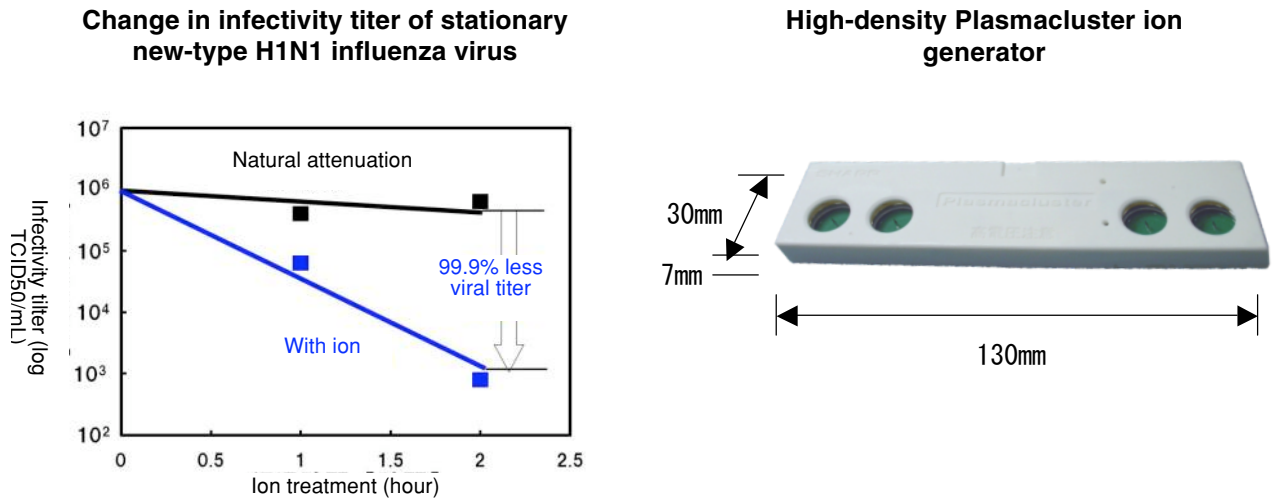 Change in infectivity titer of stationary
new-type H1N1 influenza virus
10⁷
10⁶
10⁵
10⁴
10³
10²
Infectivity tilter (log
TCID50/mL)
Natural attenuation
99.9% less
viral titer
With ion
0
0.5
1
1.5
2
2.5
Ion treatment (hour)
High-density Plasmacluster ion
generator
Plasmacluster
30mm
7mm
130mm